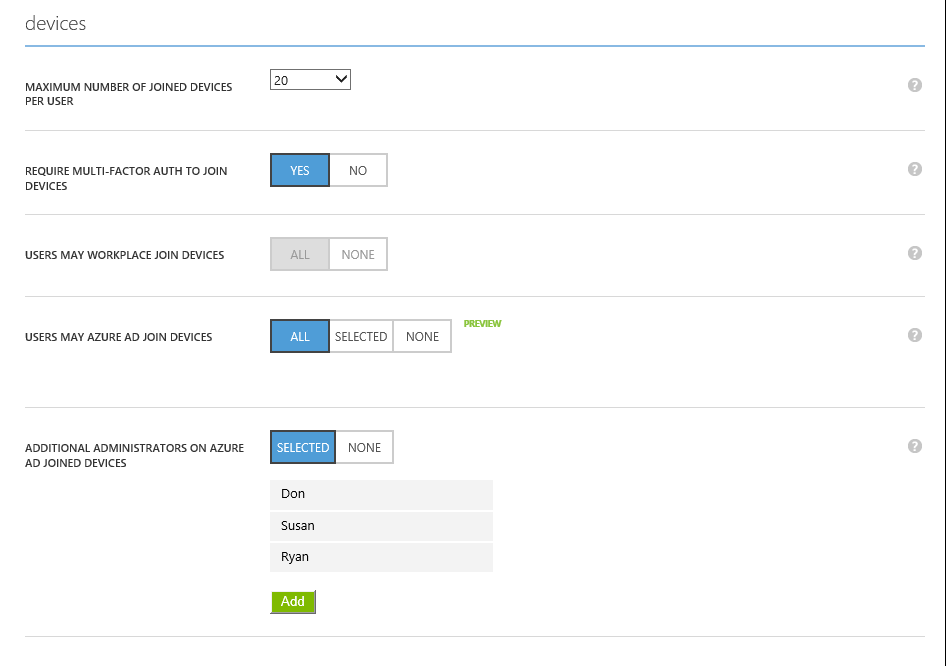 devices
MAXIMUM NUMBER OF JOINED DEVICES
PER USER
20
?
REQUIRE MULTI-FACTOR AUTH TO JOIN
DEVICES
YES NO
?
USERS MAY WORKPLACE JOIN DEVICES
ALL NONE
?
USERS MAY AZURE AD JOIN DEVICES
ALL SELECTED NONE
PREVIEW
?
ADDITIONAL ADMINISTRATORS ON AZURE
AD JOINED DEVICES
SELECTED NONE
?
Don
Susan
Ryan
Add